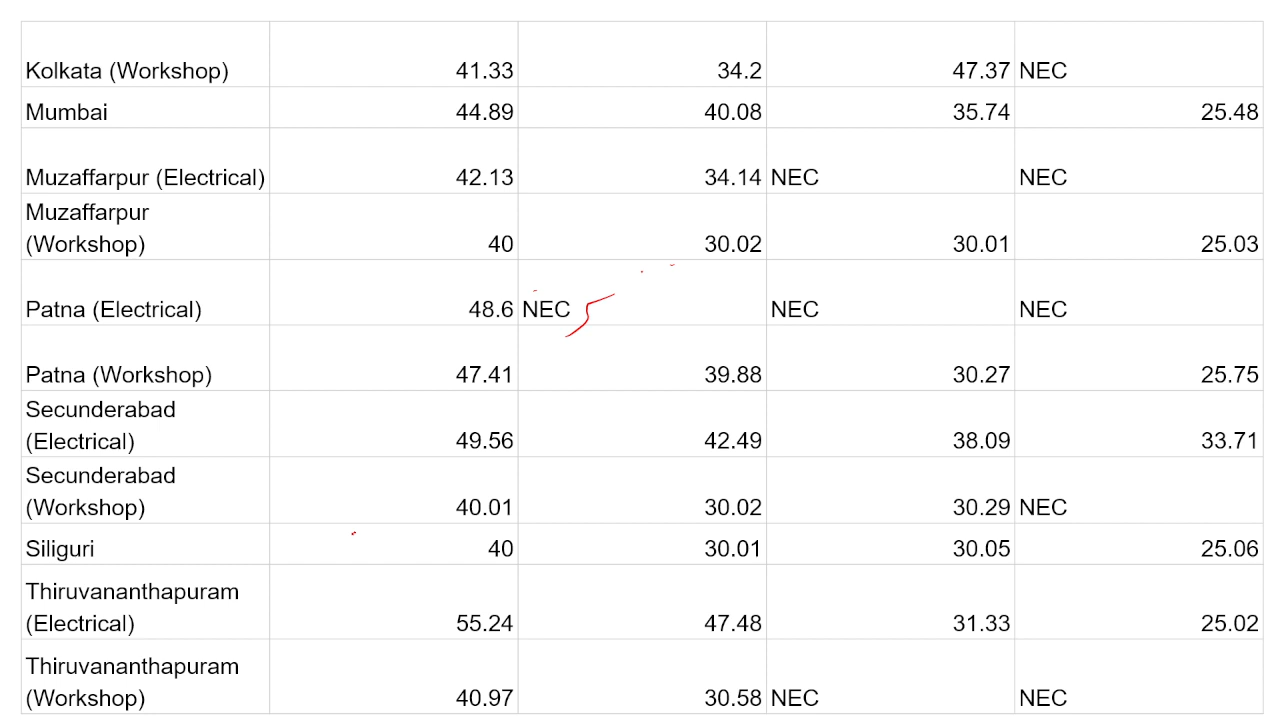 Kolkata (Workshop) 41.33 34.2 47.37 NEC
Mumbai 44.89 40.08 35.74 25.48
Muzaffarpur (Electrical) 42.13 34.14 NEC NEC
Muzaffarpur
(Workshop) 40 30.02 30.01 25.03
Patna (Electrical) 48.6 NEC NEC NEC
Patna (Workshop) 47.41 39.88 30.27 25.75
Secunderabad
(Electrical) 49.56 42.49 38.09 33.71
Secunderabad
(Workshop) 40.01 30.02 30.29 NEC
Siliguri 40 30.01 30.05 25.06
Thiruvananthapuram
(Electrical) 55.24 47.48 31.33 25.02
Thiruvananthapuram
(Workshop) 40.97 30.58 NEC NEC